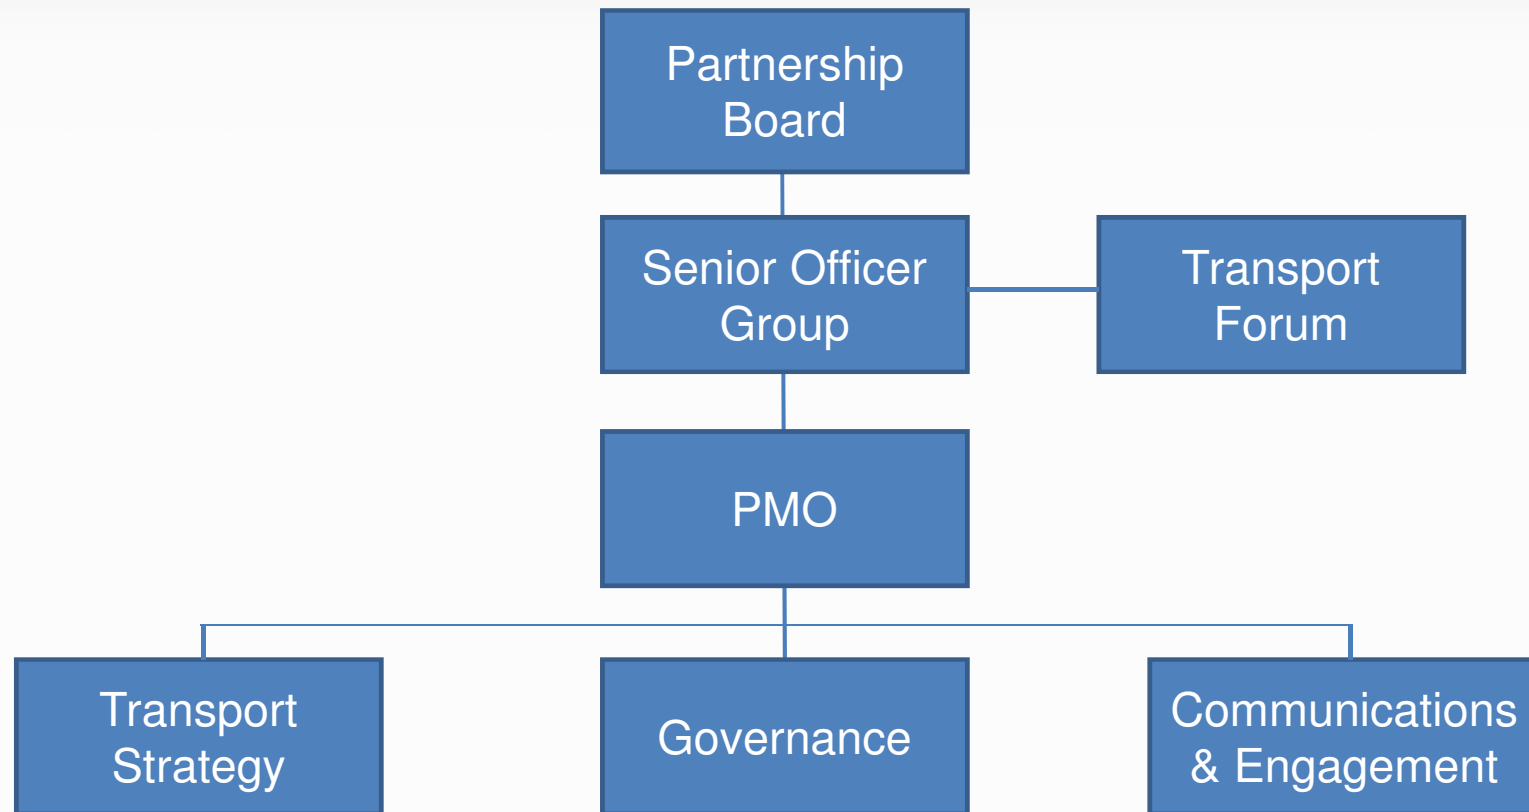 Partnership
Board
Senior Officer
Group
Transport
Forum
PMO
Transport
Strategy
Governance
Communications
& Engagement